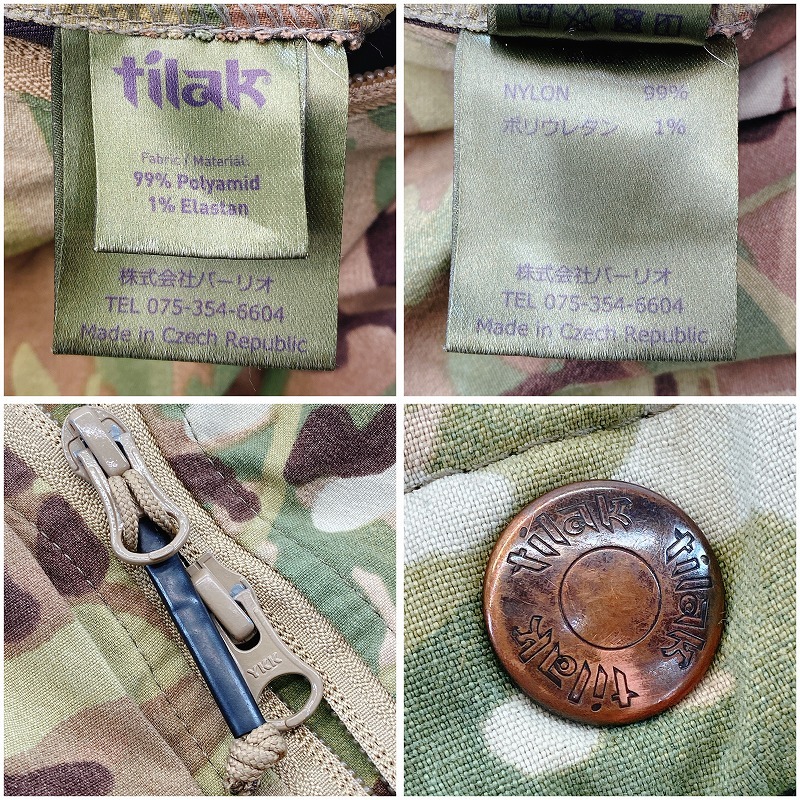 tilak
Fabric / Material:
99% Polyamid
1% Elastan
株式会社バーリオ
TEL 075-354-6604
Made in Czech Republic
NYLON 99%
ポリウレタン 1%
株式会社バーリオ
TEL 075-354-6604
Made in Czech Republic
YKK
tilak
tilak
tilak
tilak